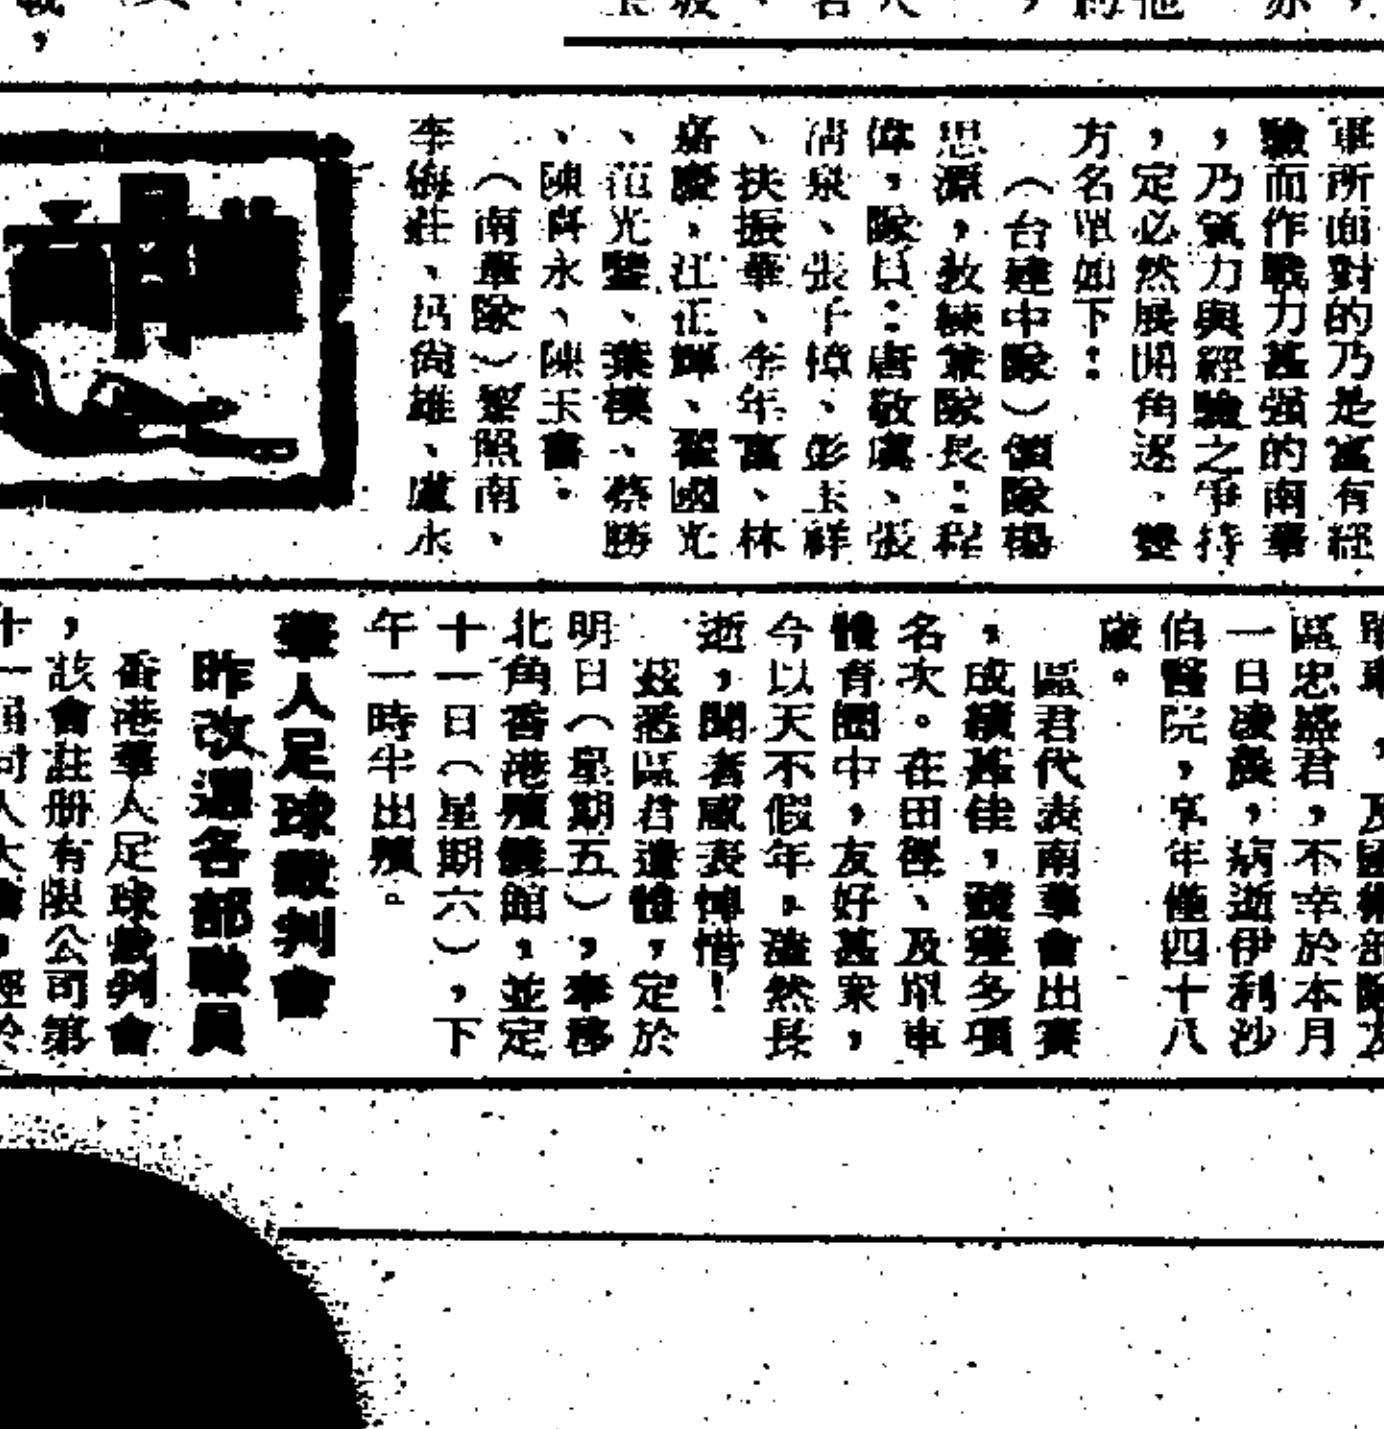 軍所面對的乃是富有經
驗而作戰力甚强的南華
，乃氣力與經驗之爭持
，定必然展開角逐、雙
方名單如下：
（台建中隊）領隊楊
思源，教練兼隊長：程
偉，隊員：唐敬虞、張
清泉、張子璋、彭玉祥
、扶振華、李年富、林
嘉慶、江正輝、翟國光
、范光鑒、葉模、蔡勝
、陳貴永、陳玉書。
（南華隊）黎照南、
李梅莊、呂尚雄、盧永
區忠盛君，不幸於本月
一日凌晨，病逝伊利沙
伯醫院，享年僅四十八
歲。
區君代表南華會出賽
，成績甚佳，獲多項
名次。在田徑、及單車
體育圈中，友好甚衆，
今以天不假年，遽然長
逝，聞者咸表悼惜！
茲悉區君遺體，定於
明日（星期五），奉移
北角香港殯儀館，並定
十一日（星期六），下
午一時半出殯。
華人足球裁判會
昨改選各部職員
香港華人足球裁判會
，該會註册有限公司第